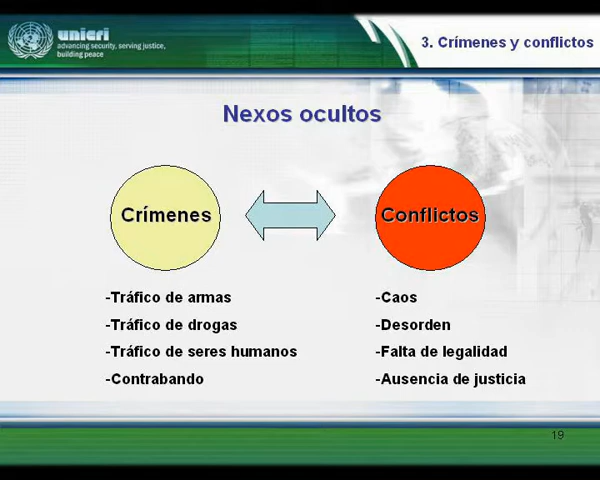 unicri
advancing security, serving justice,
building peace
3. Crímenes y conflictos
Nexos ocultos
Crímenes
Conflictos
-Tráfico de armas
-Tráfico de drogas
-Tráfico de seres humanos
-Contrabando
-Caos
-Desorden
-Falta de legalidad
-Ausencia de justicia
19